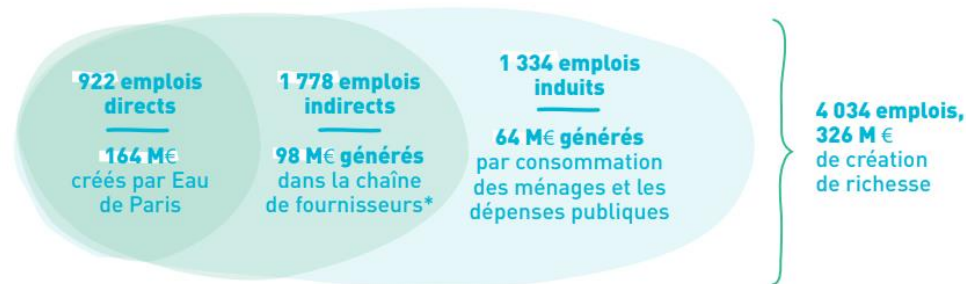 922 emplois
directs
164 M€
créés par Eau
de Paris
1 778 emplois
indirects
98 M€ générés
dans la chaîne
de fournisseurs*
1 334 emplois
induits
64 M€ générés
par consommation
des ménages et les
dépenses publiques
4 034 emplois,
326 M €
de création
de richesse